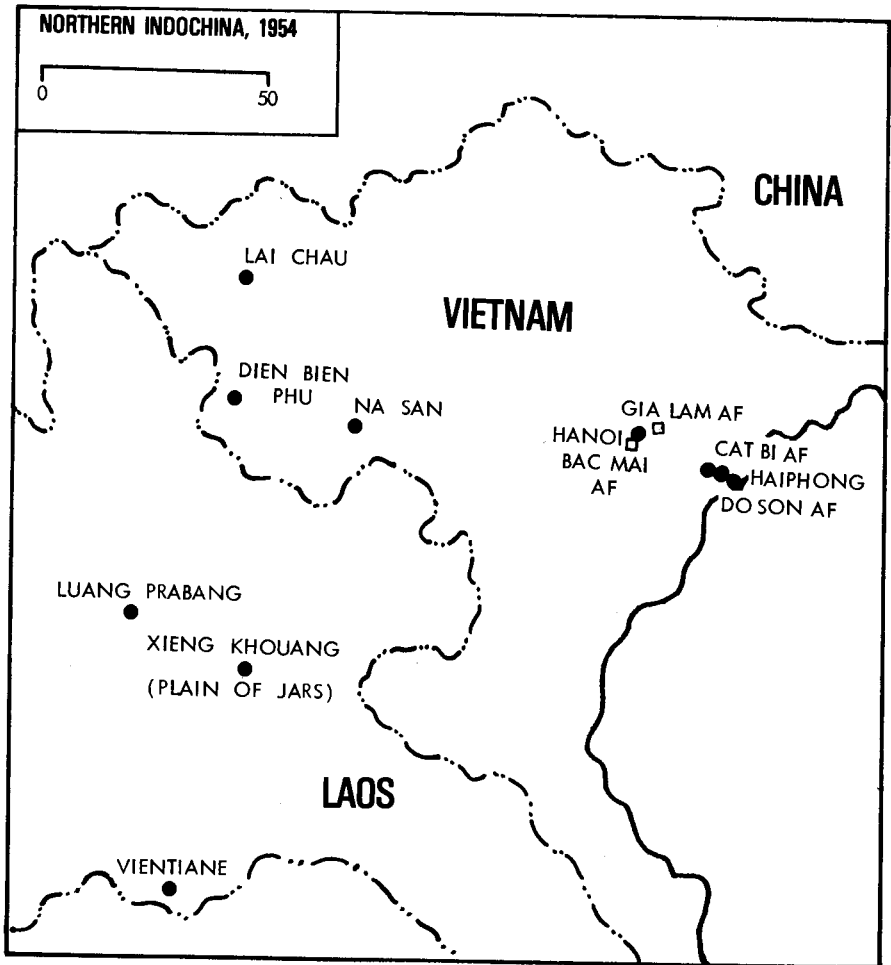 NORTHERN INDOCHINA, 1954
0 50
CHINA
LAI CHAU
VIETNAM
DIEN BIEN
PHU
NA SAN
GIA LAM AF
HANOI
BAC MAI
AF
CAT BI AF
HAIPHONG
DO SON AF
LUANG PRABANG
XIENG KHOUANG
(PLAIN OF JARS)
LAOS
VIENTIANE